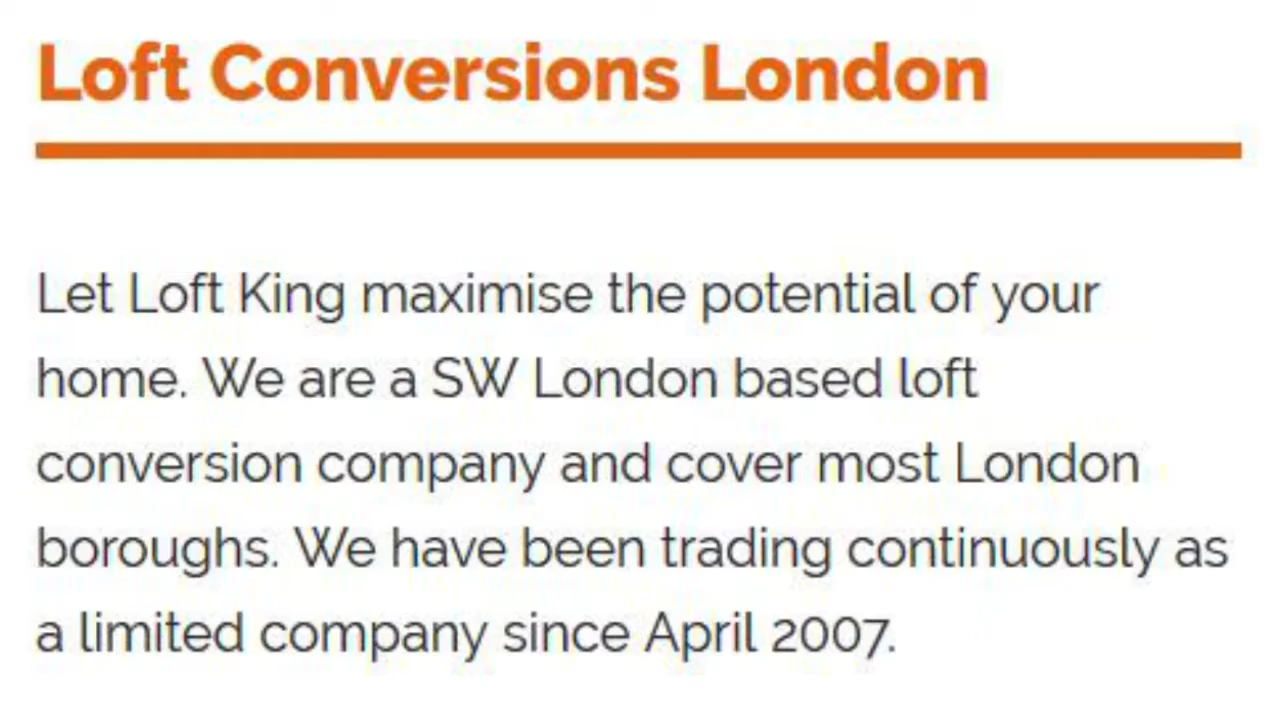 Loft Conversions London
Let Loft King maximise the potential of your
home. We are a SW London based loft
conversion company and cover most London
boroughs. We have been trading continuously as
a limited company since April 2007.